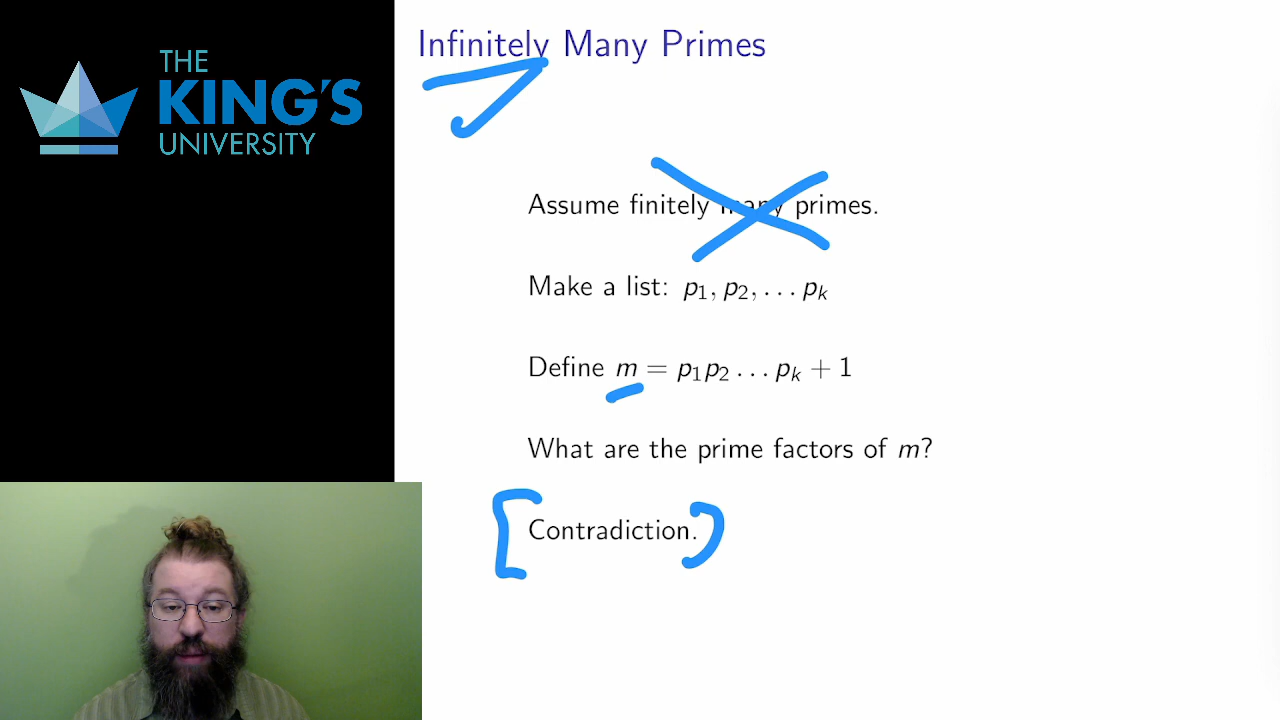 THE
KING'S
UNIVERSITY
Infinitely Many Primes
Assume finitely many primes.
Make a list: p₁, p₂, . . . pₖ
Define m = p₁p₂ . . . pₖ + 1
What are the prime factors of m?
Contradiction.